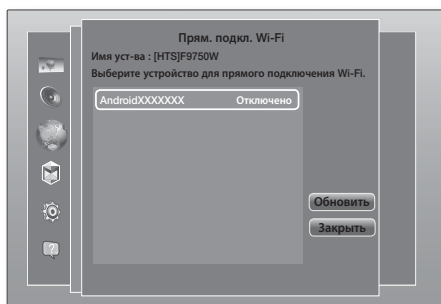 Прям. подкл. Wi-Fi
Имя уст-ва : [HTS]F9750W
Выберите устройство для прямого подключения Wi-Fi.
AndroidXXXXXXX Отключено
Обновить
Закрыть